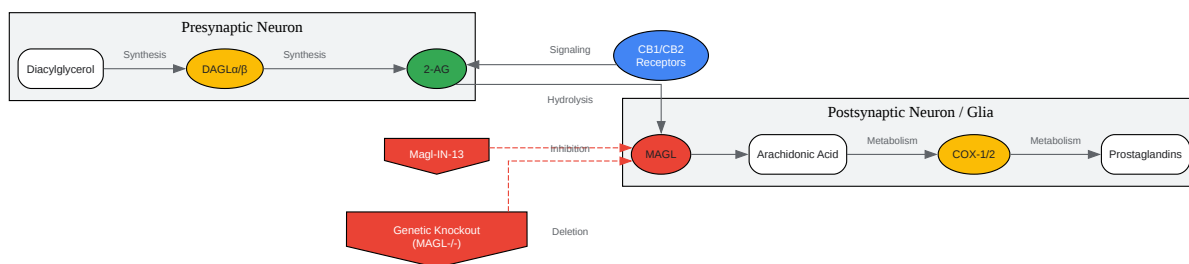 Presynaptic Neuron
Diacylglycerol
Synthesis
DAGLα/β
Synthesis
2-AG
Signaling
CB1/CB2
Receptors
Hydrolysis
Postsynaptic Neuron / Glia
Magl-IN-13
Inhibition
MAGL
Arachidonic Acid
Metabolism
COX-1/2
Metabolism
Prostaglandins
Genetic Knockout
(MAGL-/-)
Deletion